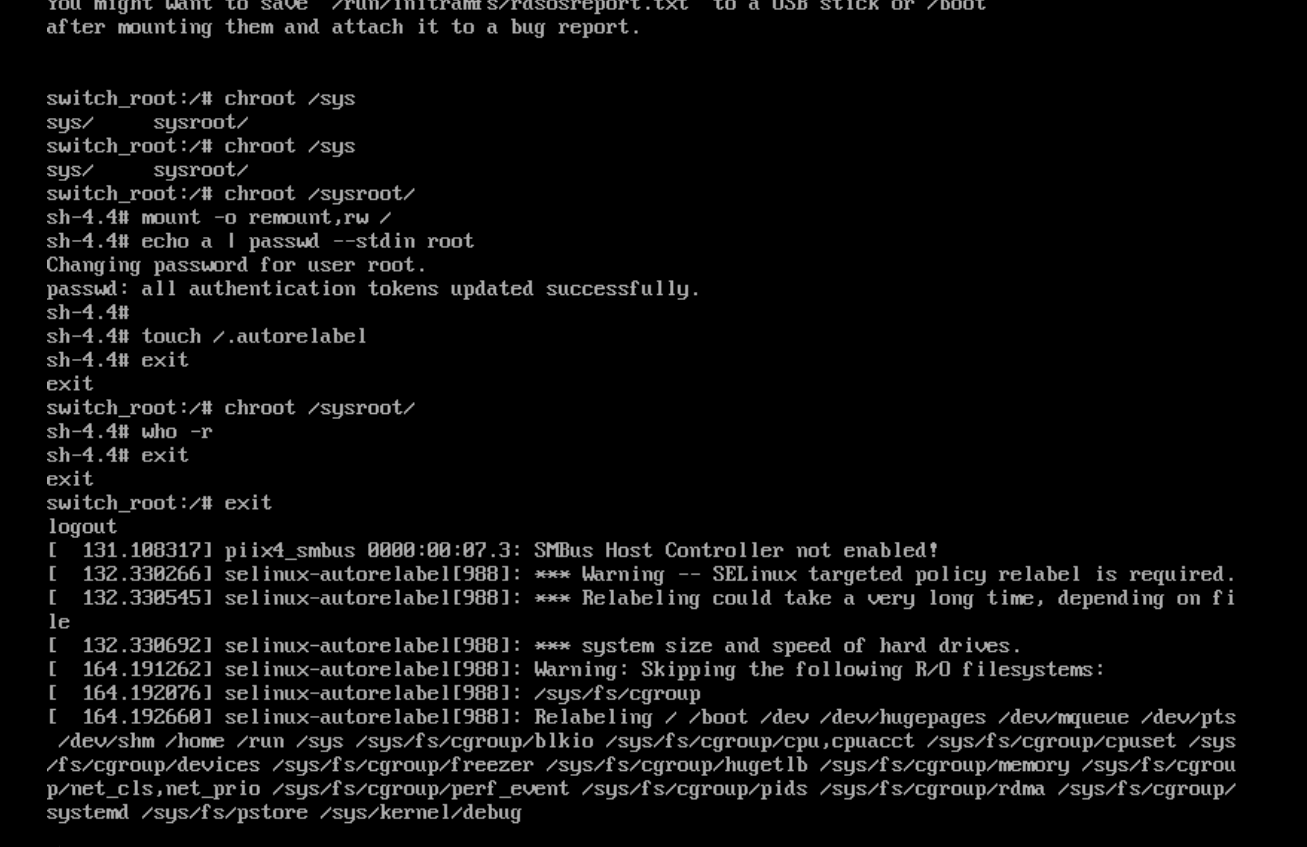 You might want to save "/run/initramfs/rdsosreport.txt" to a USB stick or /boot
after mounting them and attach it to a bug report.
switch_root:/# chroot /sys
sys/     sysroot/
switch_root:/# chroot /sys
sys/     sysroot/
switch_root:/# chroot /sysroot/
sh-4.4# mount -o remount,rw /
sh-4.4# echo a | passwd --stdin root
Changing password for user root.
passwd: all authentication tokens updated successfully.
sh-4.4#
sh-4.4# touch /.autorelabel
sh-4.4# exit
exit
switch_root:/# chroot /sysroot/
sh-4.4# who -r
sh-4.4# exit
exit
switch_root:/# exit
logout
[  131.108317] piix4_smbus 0000:00:07.3: SMBus Host Controller not enabled!
[  132.330266] selinux-autorelabel[988]: *** Warning -- SELinux targeted policy relabel is required.
[  132.330545] selinux-autorelabel[988]: *** Relabeling could take a very long time, depending on fi
le
[  132.330692] selinux-autorelabel[988]: *** system size and speed of hard drives.
[  164.191262] selinux-autorelabel[988]: Warning: Skipping the following R/O filesystems:
[  164.192076] selinux-autorelabel[988]: /sys/fs/cgroup
[  164.192660] selinux-autorelabel[988]: Relabeling / /boot /dev /dev/hugepages /dev/mqueue /dev/pts
 /dev/shm /home /run /sys /sys/fs/cgroup/blkio /sys/fs/cgroup/cpu,cpuacct /sys/fs/cgroup/cpuset /sys
/fs/cgroup/devices /sys/fs/cgroup/freezer /sys/fs/cgroup/hugetlb /sys/fs/cgroup/memory /sys/fs/cgrou
p/net_cls,net_prio /sys/fs/cgroup/perf_event /sys/fs/cgroup/pids /sys/fs/cgroup/rdma /sys/fs/cgroup/
systemd /sys/fs/pstore /sys/kernel/debug